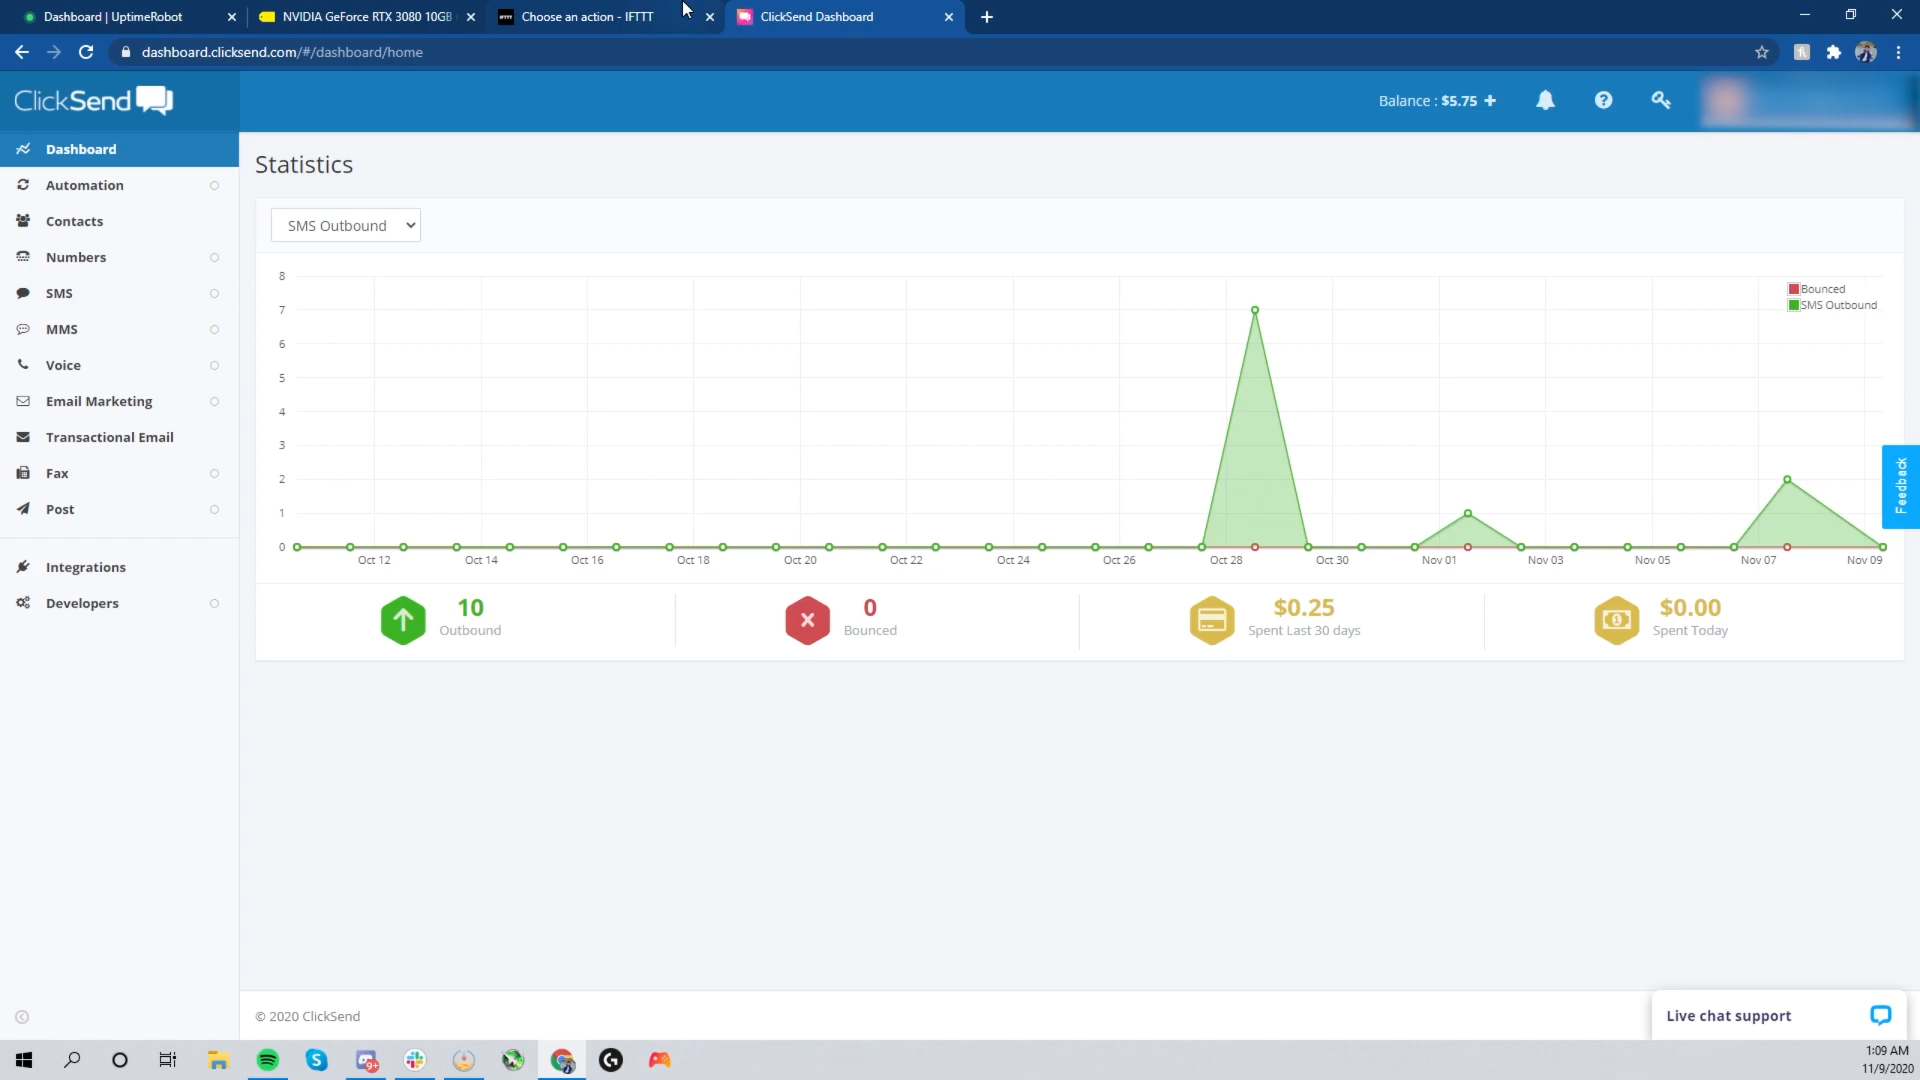 Dashboard | UptimeRobot
NVIDIA GeForce RTX 3080 10GB
IFTTT Choose an action - IFTTT
ClickSend Dashboard
dashboard.clicksend.com/#/dashboard/home
ClickSend
Balance : $5.75
Dashboard
Automation
Contacts
Numbers
SMS
MMS
Voice
Email Marketing
Transactional Email
Fax
Post
Integrations
Developers
Statistics
SMS Outbound
8
7
6
5
4
3
2
1
0
Bounced
SMS Outbound
Oct 12 Oct 14 Oct 16 Oct 18 Oct 20 Oct 22 Oct 24 Oct 26 Oct 28 Oct 30 Nov 01 Nov 03 Nov 05 Nov 07 Nov 09
10
Outbound
0
Bounced
$0.25
Spent Last 30 days
$0.00
Spent Today
Feedback
© 2020 ClickSend
Live chat support
9+
1:09 AM
11/9/2020